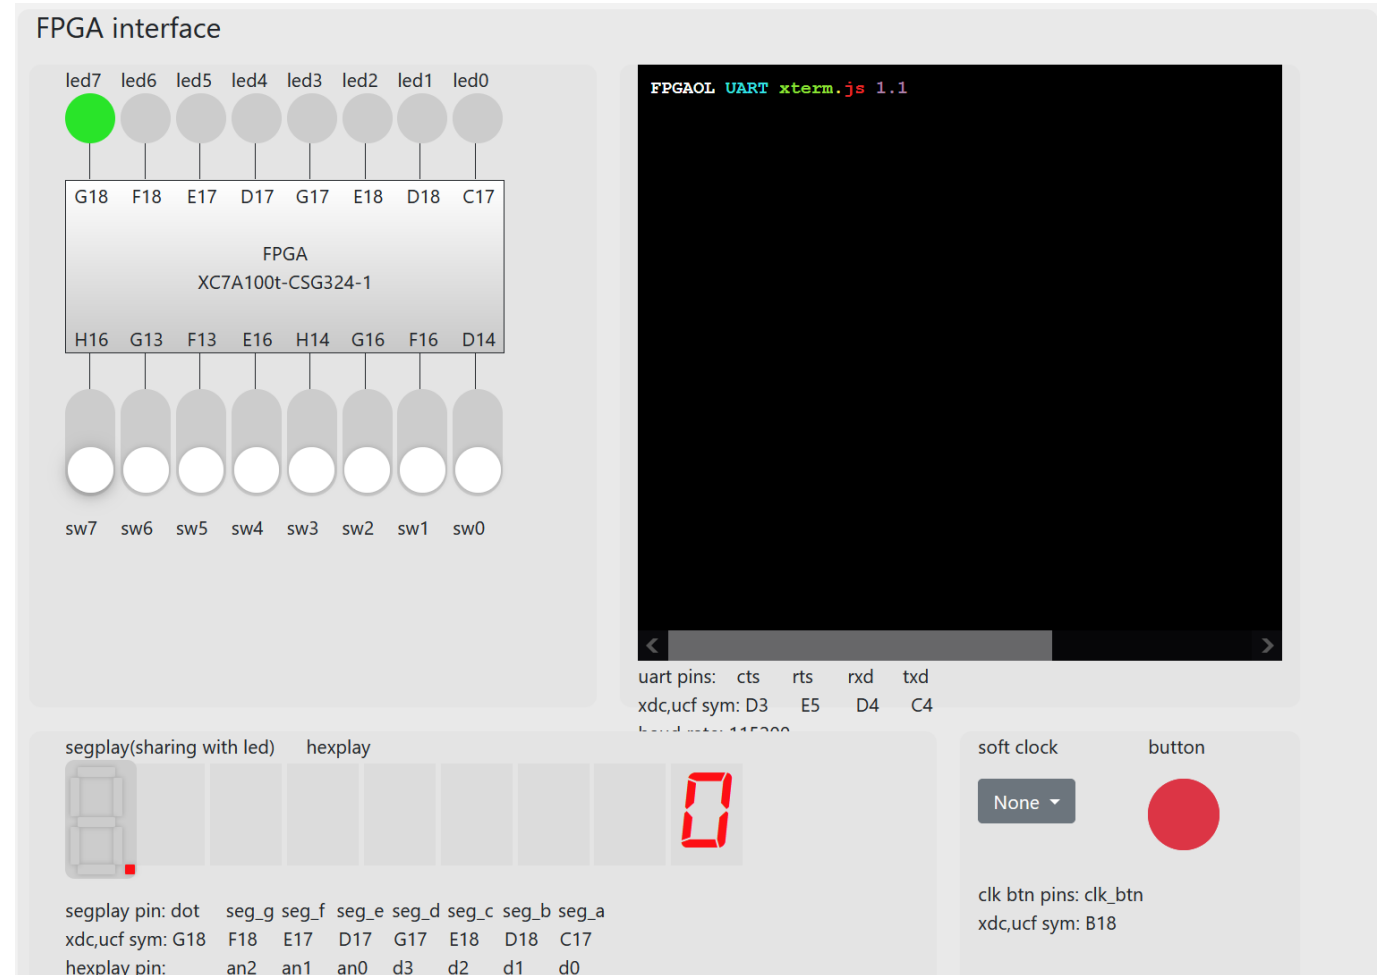 FPGA interface
led7 led6 led5 led4 led3 led2 led1 led0
G18 F18 E17 D17 G17 E18 D18 C17
FPGA
XC7A100t-CSG324-1
H16 G13 F13 E16 H14 G16 F16 D14
sw7 sw6 sw5 sw4 sw3 sw2 sw1 sw0
FPGAOL UART xterm.js 1.1
uart pins: cts rts rxd txd
xdc,ucf sym: D3 E5 D4 C4
baud rate: 115200
segplay(sharing with led) hexplay
0
segplay pin: dot seg_g seg_f seg_e seg_d seg_c seg_b seg_a
xdc,ucf sym: G18 F18 E17 D17 G17 E18 D18 C17
hexplay pin: an2 an1 an0 d3 d2 d1 d0
soft clock button
None
clk btn pins: clk_btn
xdc,ucf sym: B18